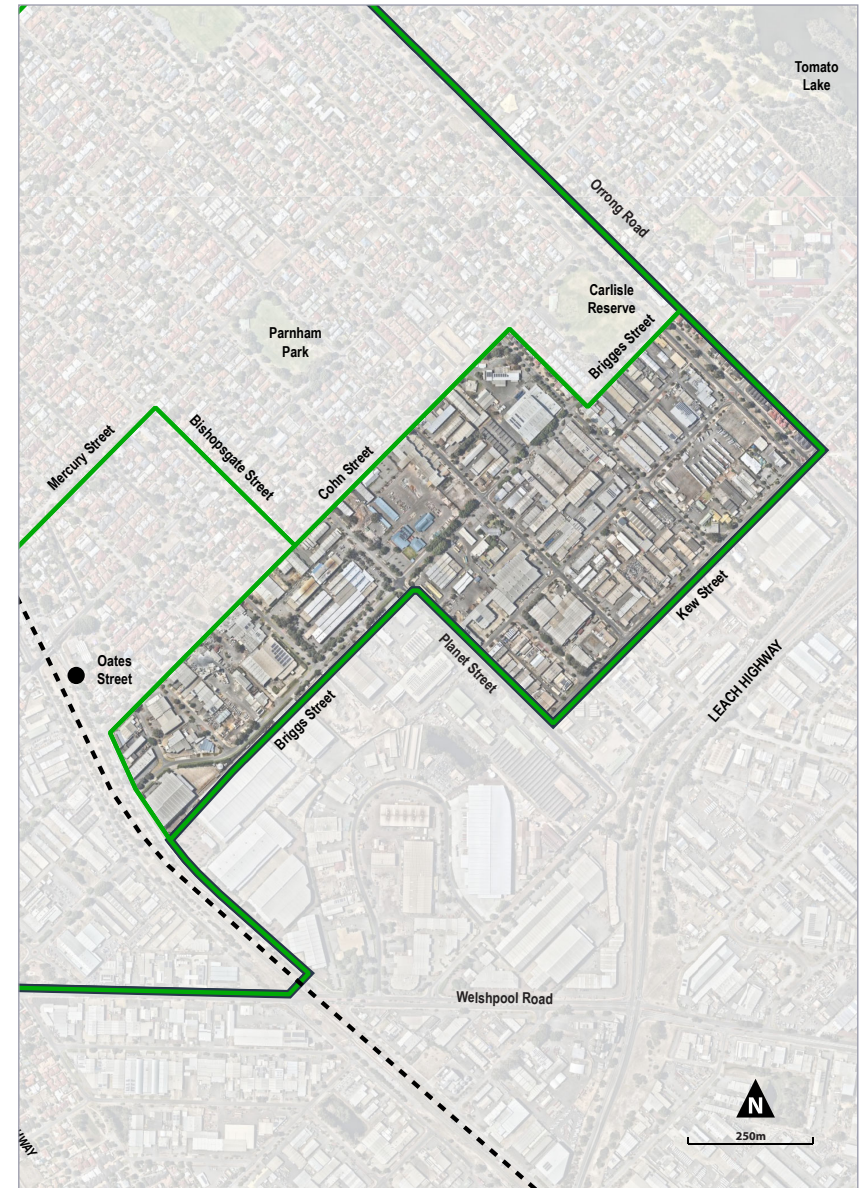 Tomato
Lake
Orrong Road
Carlisle
Reserve
Brigges Street
Parnham
Park
Mercury Street
Bishopsgate Street
Cohn Street
Kew Street
Oates
Street
Planet Street
LEACH HIGHWAY
Briggs Street
Welshpool Road
N
250m
WAY